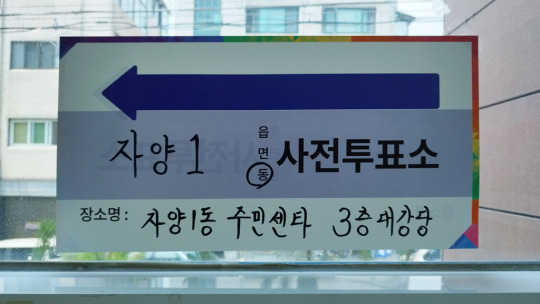 자양1 읍면동 사전투표소
장소명: 자양1동 주민센타 3층대강당